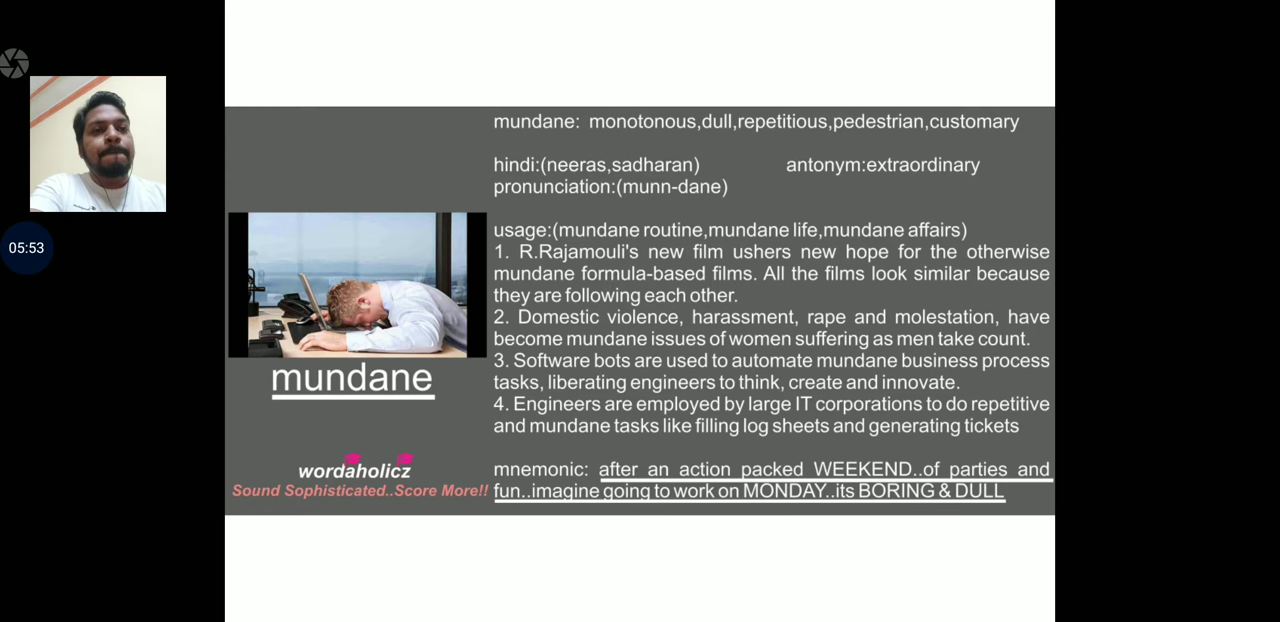 mundane: monotonous,dull,repetitious,pedestrian,customary
hindi:(neeras,sadharan) antonym:extraordinary
pronunciation:(munn-dane)
usage:(mundane routine,mundane life,mundane affairs)
1. R.Rajamouli's new film ushers new hope for the otherwise
mundane formula-based films. All the films look similar because
they are following each other.
2. Domestic violence, harassment, rape and molestation, have
become mundane issues of women suffering as men take count.
3. Software bots are used to automate mundane business process
tasks, liberating engineers to think, create and innovate.
4. Engineers are employed by large IT corporations to do repetitive
and mundane tasks like filling log sheets and generating tickets
mnemonic: after an action packed WEEKEND..of parties and
fun..imagine going to work on MONDAY..its BORING & DULL
mundane
wordaholicz
Sound Sophisticated..Score More!!
05:53